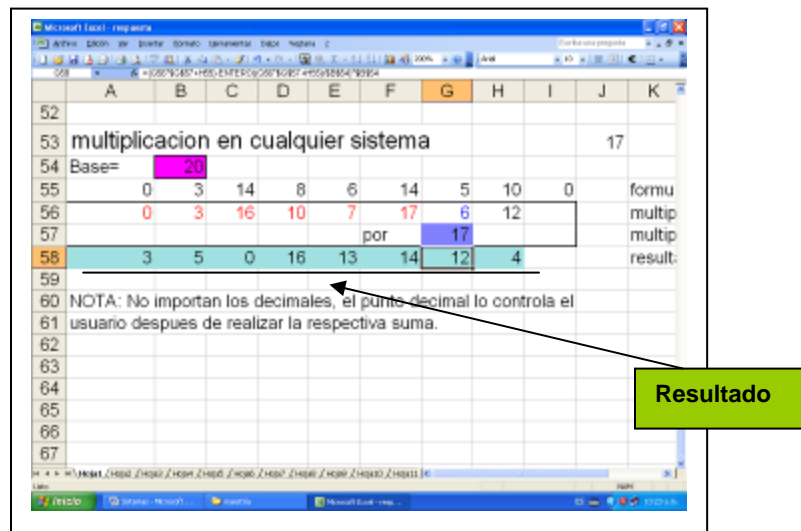 Microsoft Excel - respuesta
A B C D E F G H I J K
52
53 multiplicacion en cualquier sistema 17
54 Base= 20
55 0 3 14 8 6 14 5 10 0 formu
56 0 3 16 10 7 17 6 12 multip
57 por 17 multip
58 3 5 0 16 13 14 12 4 result
59
60 NOTA: No importan los decimales, el punto decimal lo controla el
61 usuario despues de realizar la respectiva suma.
62
63
64
65
66
67
Resultado
Inicio